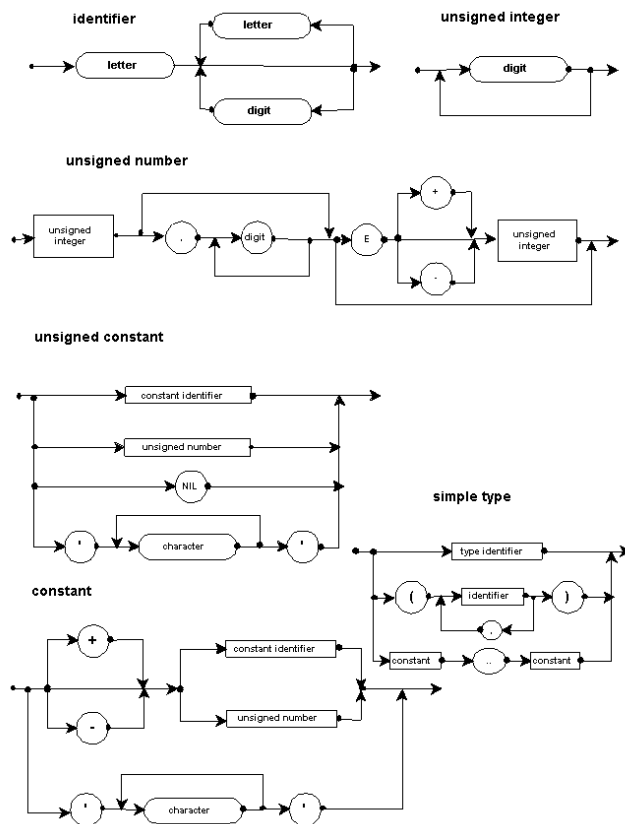 identifier
letter
letter
digit
unsigned integer
digit
unsigned number
unsigned
integer
.
digit
E
+
-
unsigned
integer
unsigned constant
constant identifier
unsigned number
NIL
'
character
'
simple type
type identifier
(
identifier
)
,
constant
..
constant
constant
+
-
constant identifier
unsigned number
'
character
'